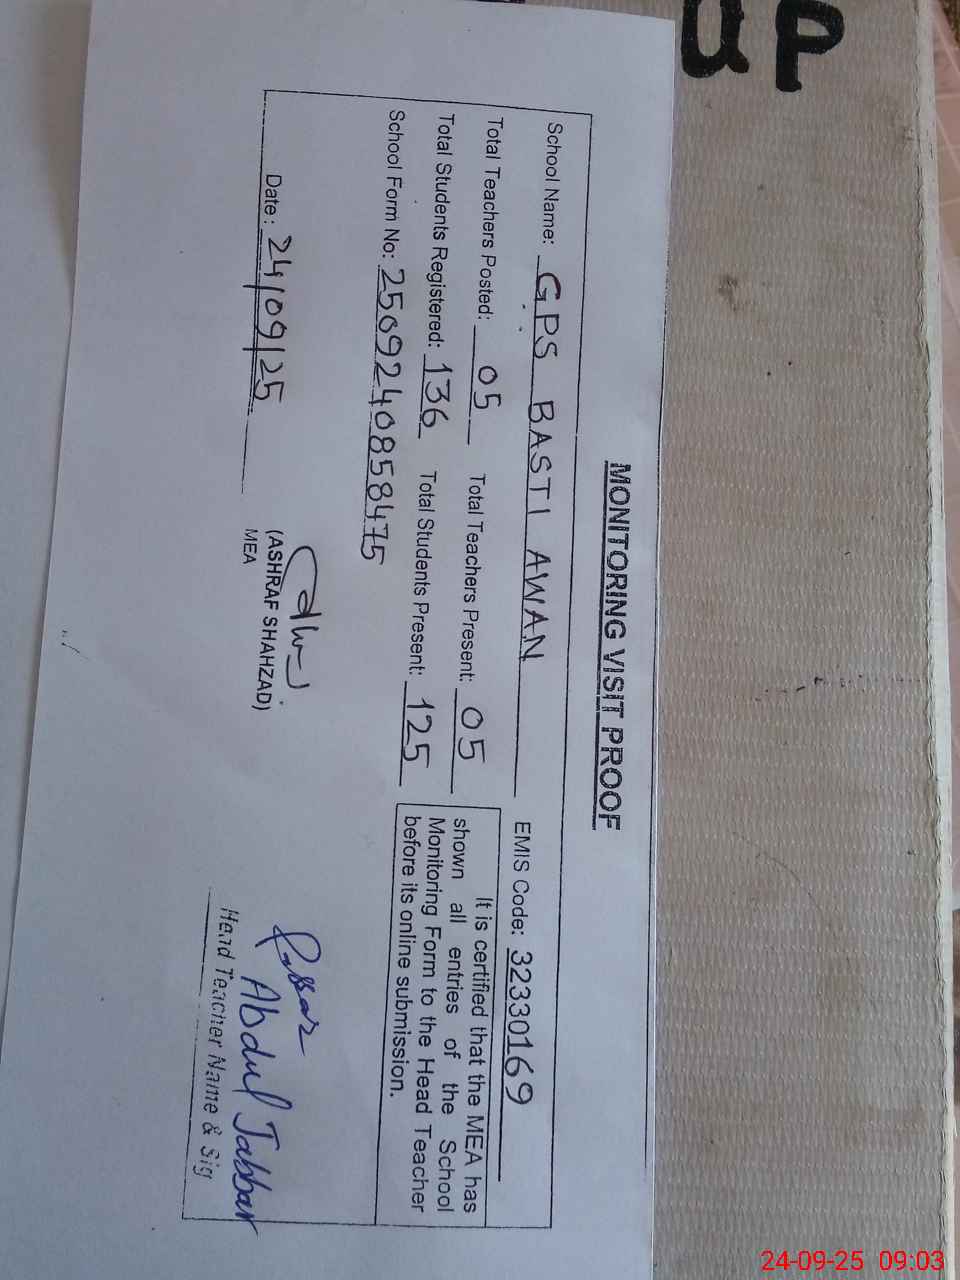 UP
MONITORING VISIT PROOF
School Name: GPS BASTI AWAN EMIS Code: 32330169
Total Teachers Posted: 05 Total Teachers Present: 05
Total Students Registered: 136 Total Students Present: 125
School Form No: 2509240858475
It is certified that the MEA has
shown all entries of the School
Monitoring Form to the Head Teacher
before its online submission.
Date: 24/09/25
(ASHRAF SHAHZAD)
MEA
Abdul Jabbar
Head Teacher Name & Sig
24-09-25 09:03